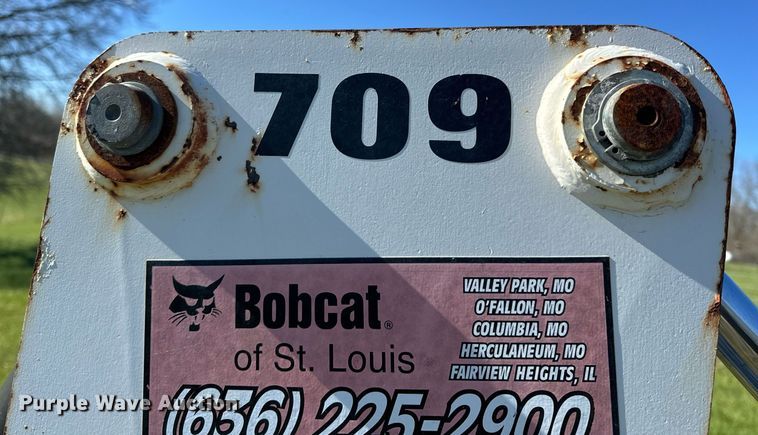 709
Bobcat®
of St. Louis
VALLEY PARK, MO
O'FALLON, MO
COLUMBIA, MO
HERCULANEUM, MO
FAIRVIEW HEIGHTS, IL
(636) 225-2900
Purple Wave Auction